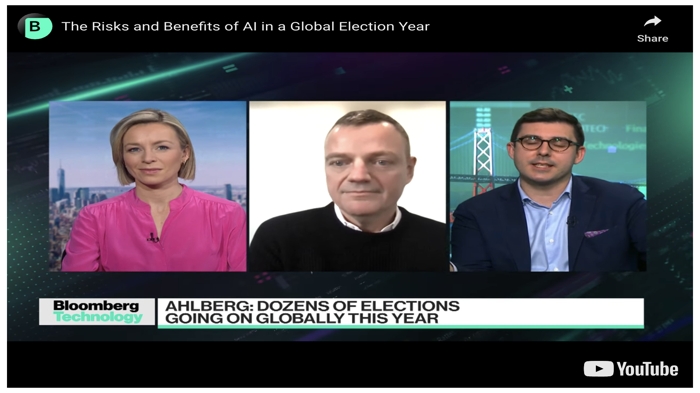 B
The Risks and Benefits of AI in a Global Election Year
Share
Bloomberg
Technology
AHLBERG: DOZENS OF ELECTIONS
GOING ON GLOBALLY THIS YEAR
YouTube